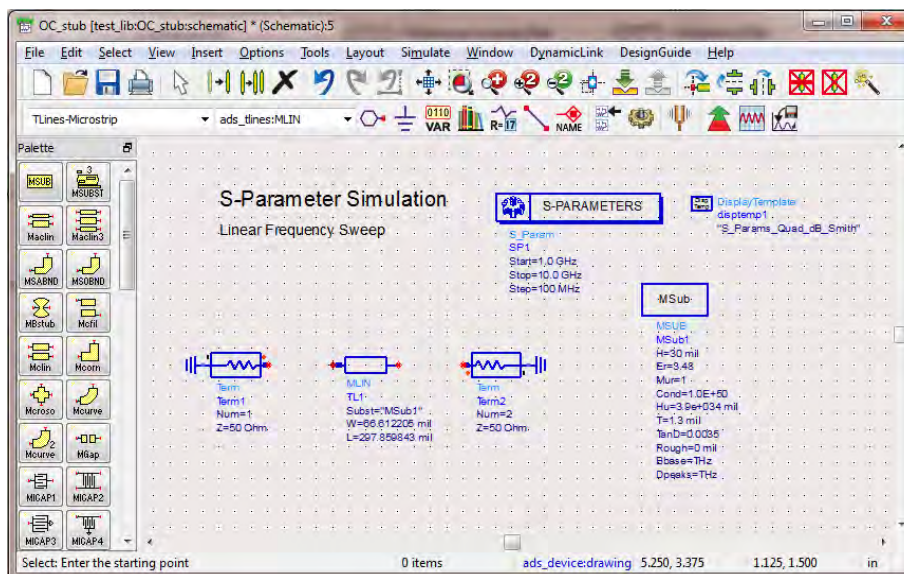 OC_stub [test_lib:OC_stub:schematic] * (Schematic):5
File Edit Select View Insert Options Tools Layout Simulate Window DynamicLink DesignGuide Help
TLines-Microstrip ads_tlines:MLIN 0110 VAR R=17 NAME
Palette
MSUB MSUBST
Maclin Maclin3
MSABND MSOBND
MBstub Mcfil
Mclin Mcorn
Mcroso Mcurve
Mcurve MGap
MICAP1 MICAP2
MICAP3 MICAP4
S-Parameter Simulation
Linear Frequency Sweep
S-PARAMETERS
S_Param
SP1
Start=1.0 GHz
Stop=10.0 GHz
Step=100 MHz
DisplayTemplate
disptemp1
"S_Params_Quad_dB_Smith"
MSub
MSUB
MSub1
H=30 mil
Er=3.48
Mur=1
Cond=1.0E+50
Hu=3.9e+034 mil
T=1.3 mil
TanD=0.0035
Rough=0 mil
Bbase=THz
Dpeaks=THz
Term
Term1
Num=1
Z=50 Ohm
MLIN
TL1
Subst="MSub1"
W=66.612205 mil
L=297.859843 mil
Term
Term2
Num=2
Z=50 Ohm
Select: Enter the starting point 0 items ads_device:drawing 5.250, 3.375 1.125, 1.500 in